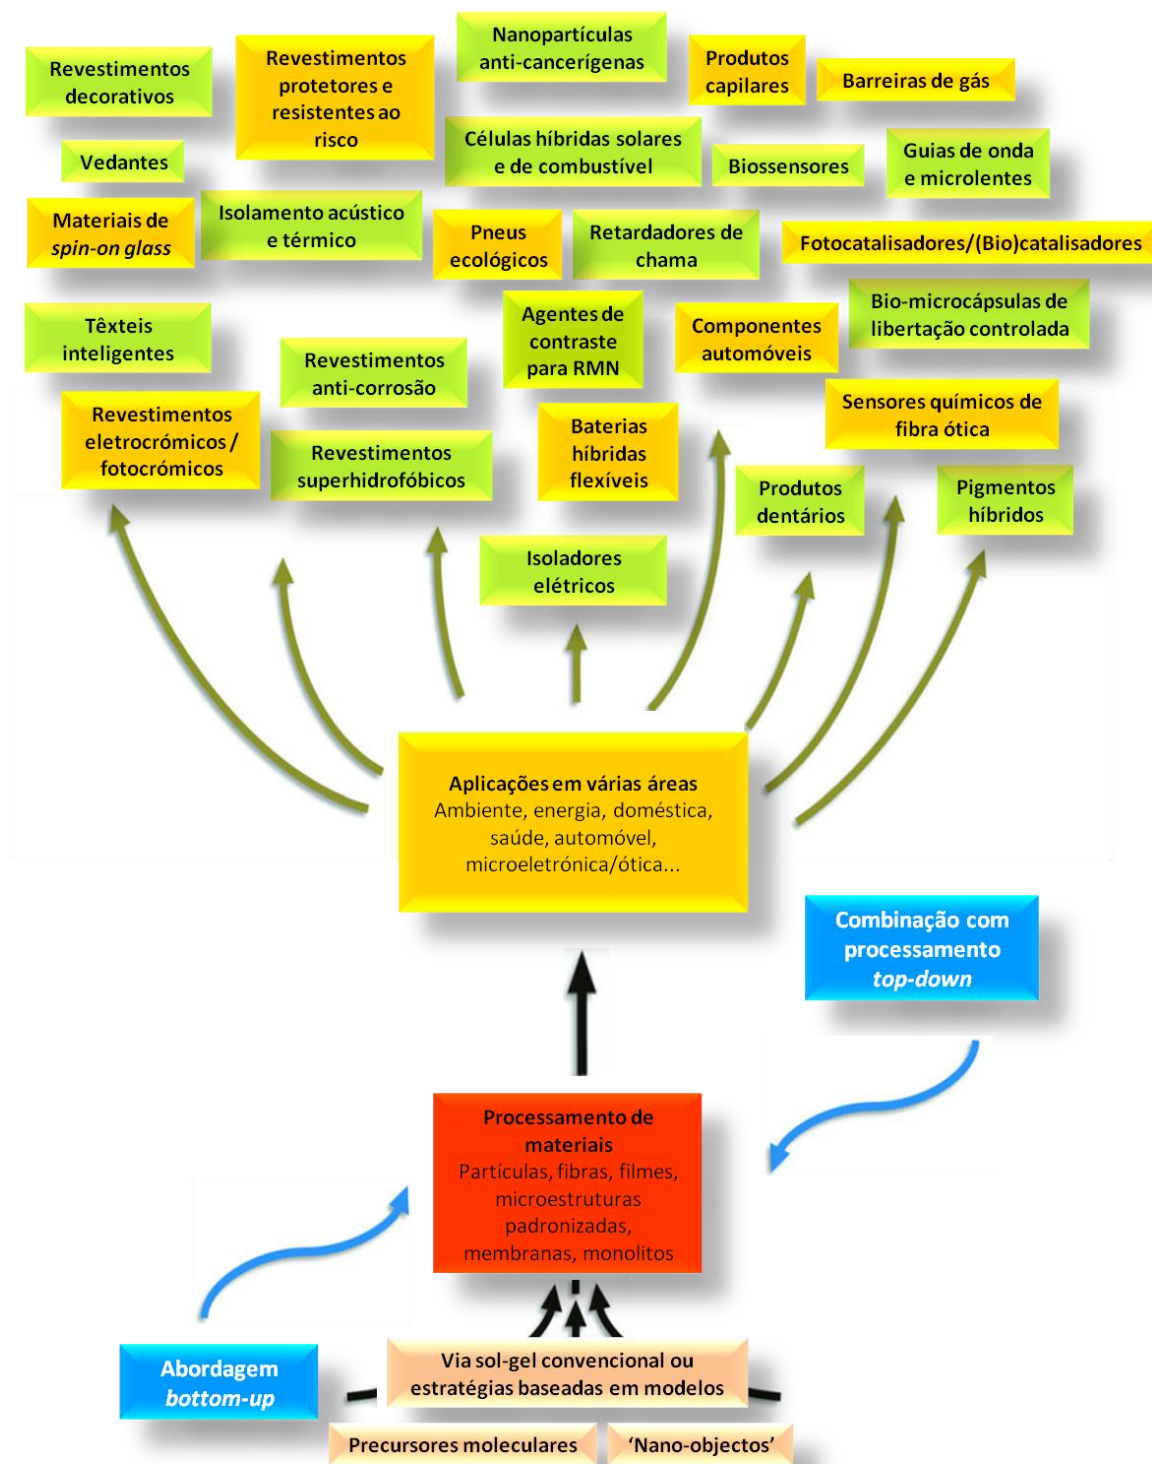 Revestimentos
decorativos
Revestimentos
protetores e
resistentes ao
risco
Nanopartículas
anti-cancerígenas
Produtos
capilares
Barreiras de gás
Vedantes
Células híbridas solares
e de combustível
Biossensores
Guias de onda
e microlentes
Materiais de
spin-on glass
Isolamento acústico
e térmico
Pneus
ecológicos
Retardadores de
chama
Fotocatalisadores/(Bio)catalisadores
Têxteis
inteligentes
Revestimentos
anti-corrosão
Agentes de
contraste
para RMN
Componentes
automóveis
Bio-microcápsulas de
libertação controlada
Revestimentos
eletrocrómicos /
fotocrómicos
Revestimentos
superhidrofóbicos
Baterias
híbridas
flexíveis
Sensores químicos de
fibra ótica
Produtos
dentários
Pigmentos
híbridos
Isoladores
elétricos
Aplicações em várias áreas
Ambiente, energia, doméstica,
saúde, automóvel,
microeletrónica/ótica...
Combinação com
processamento
top-down
Processamento de
materiais
Partículas, fibras, filmes,
microestruturas
padronizadas,
membranas, monolitos
Abordagem
bottom-up
Via sol-gel convencional ou
estratégias baseadas em modelos
Precursores moleculares
'Nano-objectos'